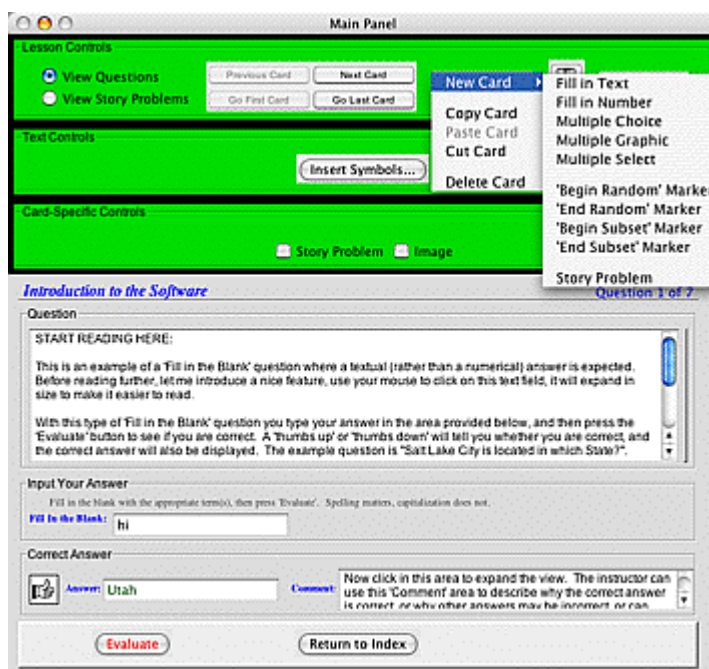 Main Panel
Lesson Controls
View Questions
Previous Card
Next Card
View Story Problems
Go First Card
Go Last Card
New Card
Copy Card
Paste Card
Cut Card
Delete Card
Fill in Text
Fill in Number
Multiple Choice
Multiple Graphic
Multiple Select
'Begin Random' Marker
'End Random' Marker
'Begin Subset' Marker
'End Subset' Marker
Story Problem
Text Controls
Insert Symbols...
Card-Specific Controls
Story Problem
Image
Introduction to the Software
Question 1 of 7
Question
START READING HERE:
This is an example of a 'Fill in the Blank' question where a textual (rather than a numerical) answer is expected.
Before reading further, let me introduce a nice feature, use your mouse to click on this text field, it will expand in
size to make it easier to read.
With this type of 'Fill in the Blank' question you type your answer in the area provided below, and then press the
'Evaluate' button to see if you are correct. A 'thumbs up' or 'thumbs down' will tell you whether you are correct, and
the correct answer will also be displayed. The example question is "Salt Lake City is located in which State?".
Input Your Answer
Fill in the blank with the appropriate term(s), then press 'Evaluate'. Spelling matters, capitalization does not.
Fill In the Blank:
hi
Correct Answer
Answer:
Utah
Comment:
Now click in this area to expand the view. The instructor can
use this 'Comment' area to describe why the correct answer
is correct, or why other answers may be incorrect, or can
Evaluate
Return to Index